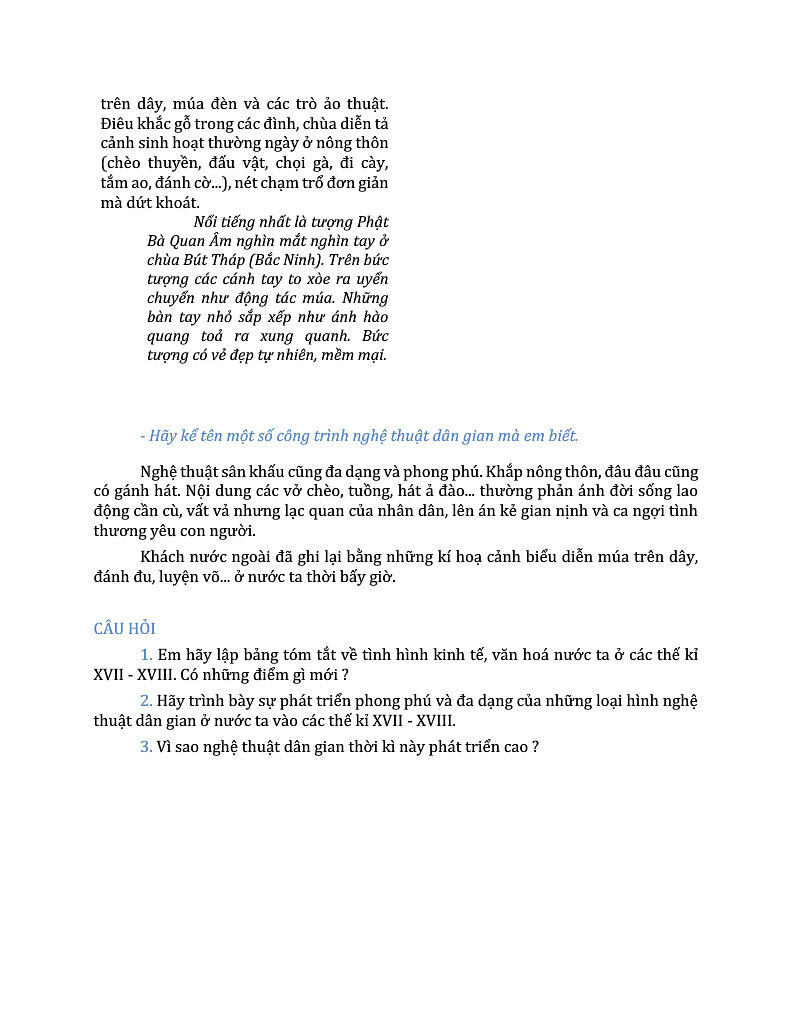 trên dây, múa đèn và các trò ảo thuật.
Điêu khắc gỗ trong các đình, chùa diễn tả
cảnh sinh hoạt thường ngày ở nông thôn
(chèo thuyền, đấu vật, chọi gà, đi cày,
tắm ao, đánh cờ...), nét chạm trổ đơn giản
mà dứt khoát.
Nổi tiếng nhất là tượng Phật
Bà Quan Âm nghìn mắt nghìn tay ở
chùa Bút Tháp (Bắc Ninh). Trên bức
tượng các cánh tay to xòe ra uyển
chuyển như động tác múa. Những
bàn tay nhỏ sắp xếp như ánh hào
quang toả ra xung quanh. Bức
tượng có vẻ đẹp tự nhiên, mềm mại.
- Hãy kể tên một số công trình nghệ thuật dân gian mà em biết.
Nghệ thuật sân khấu cũng đa dạng và phong phú. Khắp nông thôn, đâu đâu cũng
có gánh hát. Nội dung các vở chèo, tuồng, hát ả đào... thường phản ánh đời sống lao
động cần cù, vất vả nhưng lạc quan của nhân dân, lên án kẻ gian nịnh và ca ngợi tình
thương yêu con người.
Khách nước ngoài đã ghi lại bằng những kí hoạ cảnh biểu diễn múa trên dây,
đánh đu, luyện võ... ở nước ta thời bấy giờ.
CÂU HỎI
1. Em hãy lập bảng tóm tắt về tình hình kinh tế, văn hoá nước ta ở các thế kỉ
XVII - XVIII. Có những điểm gì mới ?
2. Hãy trình bày sự phát triển phong phú và đa dạng của những loại hình nghệ
thuật dân gian ở nước ta vào các thế kỉ XVII - XVIII.
3. Vì sao nghệ thuật dân gian thời kì này phát triển cao ?